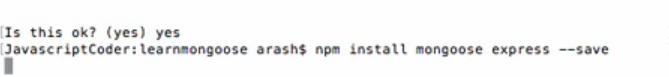 [Is this ok? (yes) yes
[JavascriptCoder:learnmongoose arash$ npm install mongoose express --save